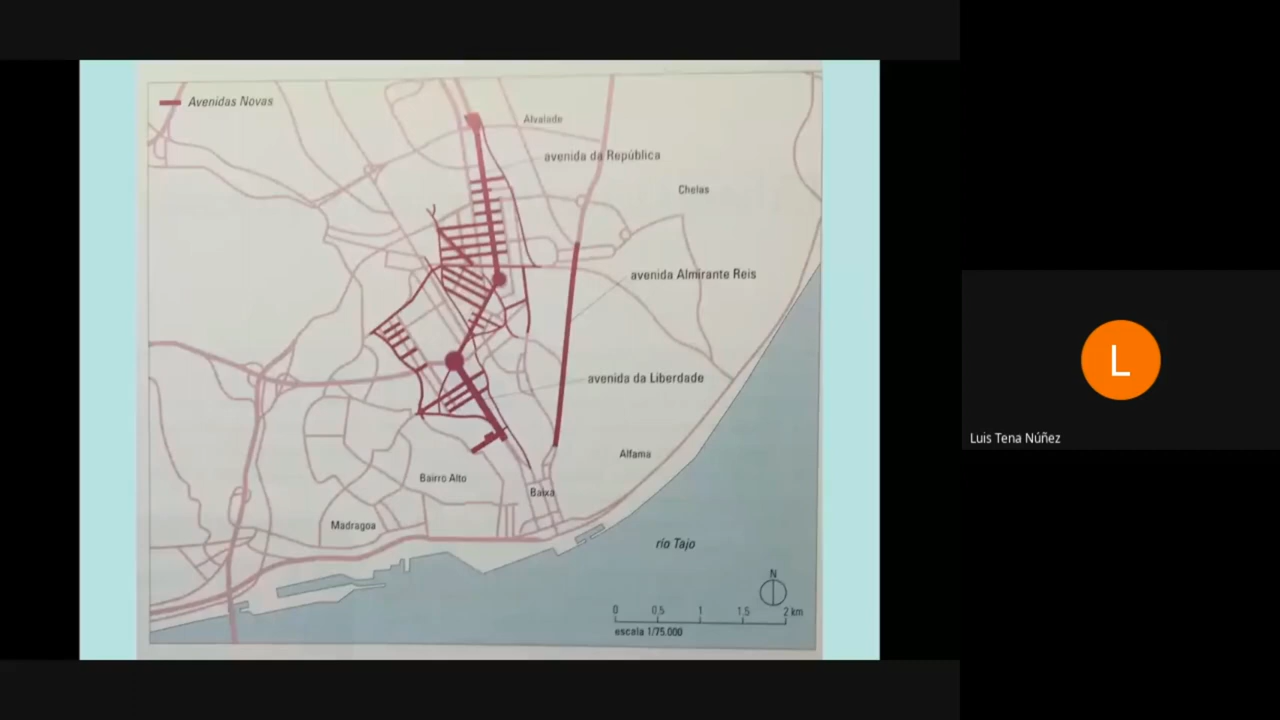 Avenidas Novas
Alvalade
avenida da República
Chelas
avenida Almirante Reis
avenida da Liberdade
Alfama
Bairro Alto
Baixa
Madragoa
río Tajo
N
0 0,5 1 1,5 2 km
escala 1/75.000
L
Luis Tena Núñez